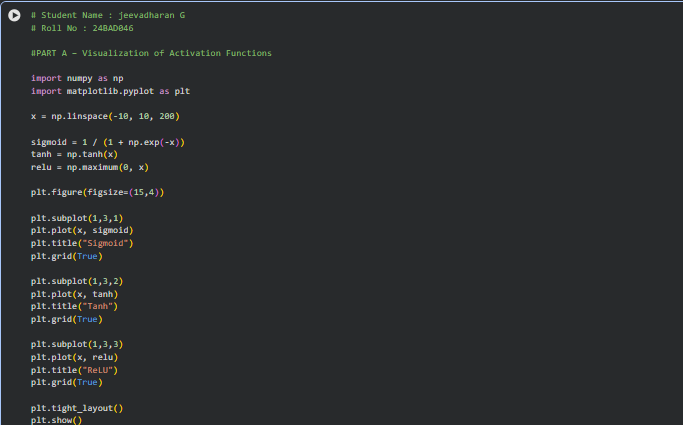 # Student Name : jeevadharan G
# Roll No : 24BAD046
#PART A – Visualization of Activation Functions
import numpy as np
import matplotlib.pyplot as plt
x = np.linspace(-10, 10, 200)
sigmoid = 1 / (1 + np.exp(-x))
tanh = np.tanh(x)
relu = np.maximum(0, x)
plt.figure(figsize=(15,4))
plt.subplot(1,3,1)
plt.plot(x, sigmoid)
plt.title("Sigmoid")
plt.grid(True)
plt.subplot(1,3,2)
plt.plot(x, tanh)
plt.title("Tanh")
plt.grid(True)
plt.subplot(1,3,3)
plt.plot(x, relu)
plt.title("ReLU")
plt.grid(True)
plt.tight_layout()
plt.show()